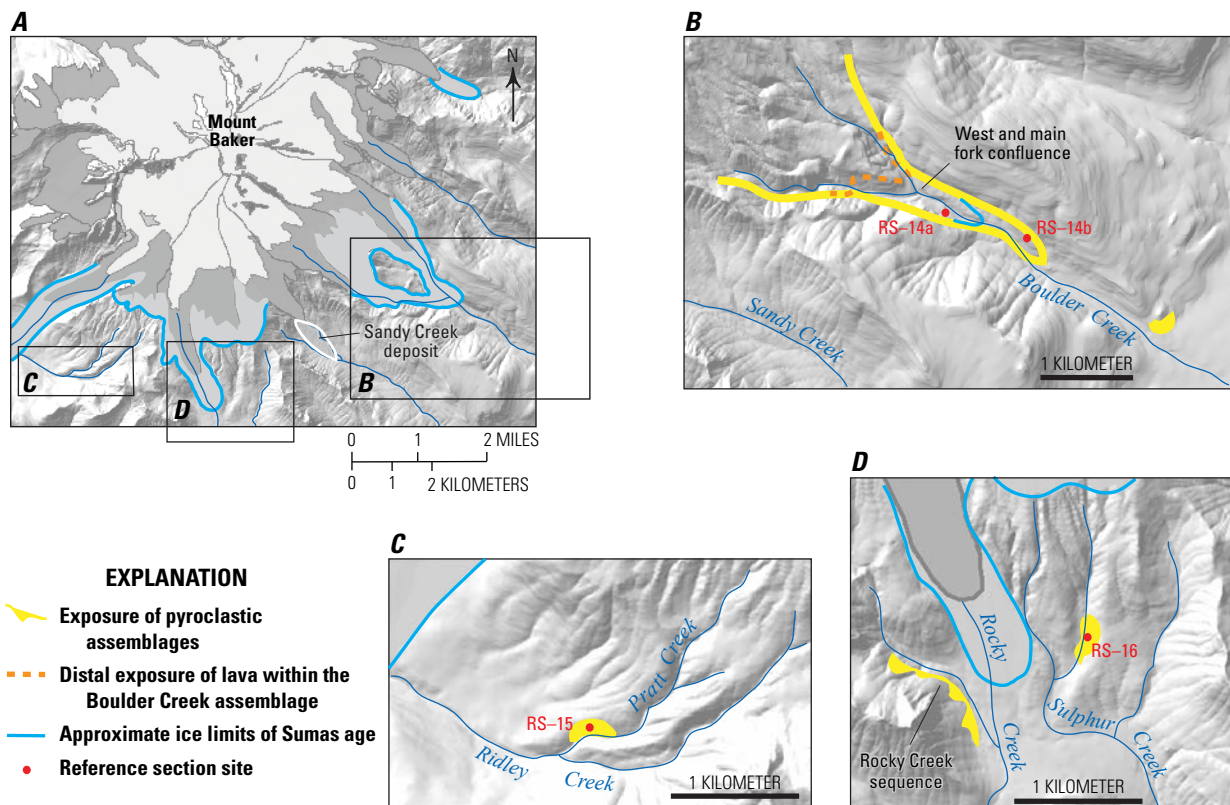 A
N
Mount
Baker
Sandy Creek
deposit
C
D
B
0 1 2 MILES
0 1 2 KILOMETERS
B
West and main
fork confluence
RS–14a
RS–14b
Boulder Creek
Sandy Creek
1 KILOMETER
EXPLANATION
Exposure of pyroclastic
assemblages
Distal exposure of lava within the
Boulder Creek assemblage
Approximate ice limits of Sumas age
Reference section site
C
Pratt Creek
RS–15
Ridley Creek
1 KILOMETER
D
Rocky Creek
RS–16
Sulphur Creek
Rocky Creek
sequence
1 KILOMETER